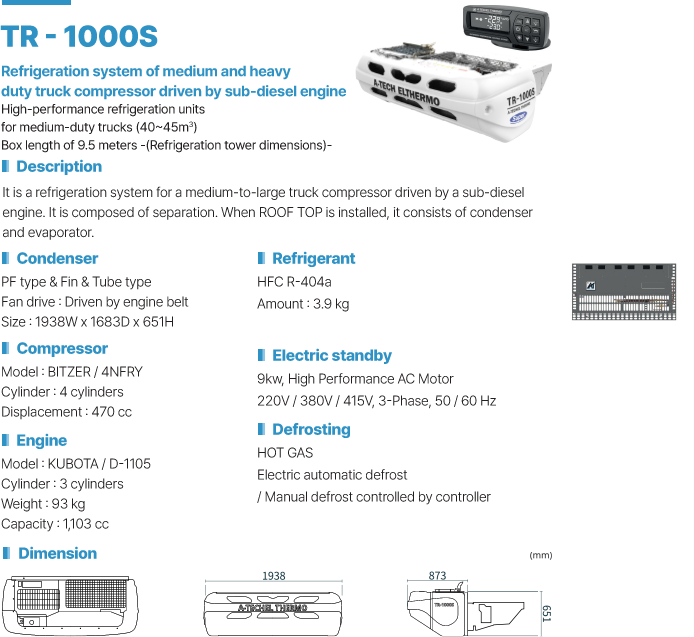 TR - 1000S
Refrigeration system of medium and heavy
duty truck compressor driven by sub-diesel engine
High-performance refrigeration units
for medium-duty trucks (40~45m³)
Box length of 9.5 meters -(Refrigeration tower dimensions)-
A-TECH ELTHERMO
TR-1000S
Description
It is a refrigeration system for a medium-to-large truck compressor driven by a sub-diesel
engine. It is composed of separation. When ROOF TOP is installed, it consists of condenser
and evaporator.
Condenser
PF type & Fin & Tube type
Fan drive : Driven by engine belt
Size : 1938W x 1683D x 651H
Compressor
Model : BITZER / 4NFRY
Cylinder : 4 cylinders
Displacement : 470 cc
Engine
Model : KUBOTA / D-1105
Cylinder : 3 cylinders
Weight : 93 kg
Capacity : 1,103 cc
Refrigerant
HFC R-404a
Amount : 3.9 kg
Electric standby
9kw, High Performance AC Motor
220V / 380V / 415V, 3-Phase, 50 / 60 Hz
Defrosting
HOT GAS
Electric automatic defrost
/ Manual defrost controlled by controller
Dimension
(mm)
1938
A-TECHEL THERMO
873
TR-1000S
651